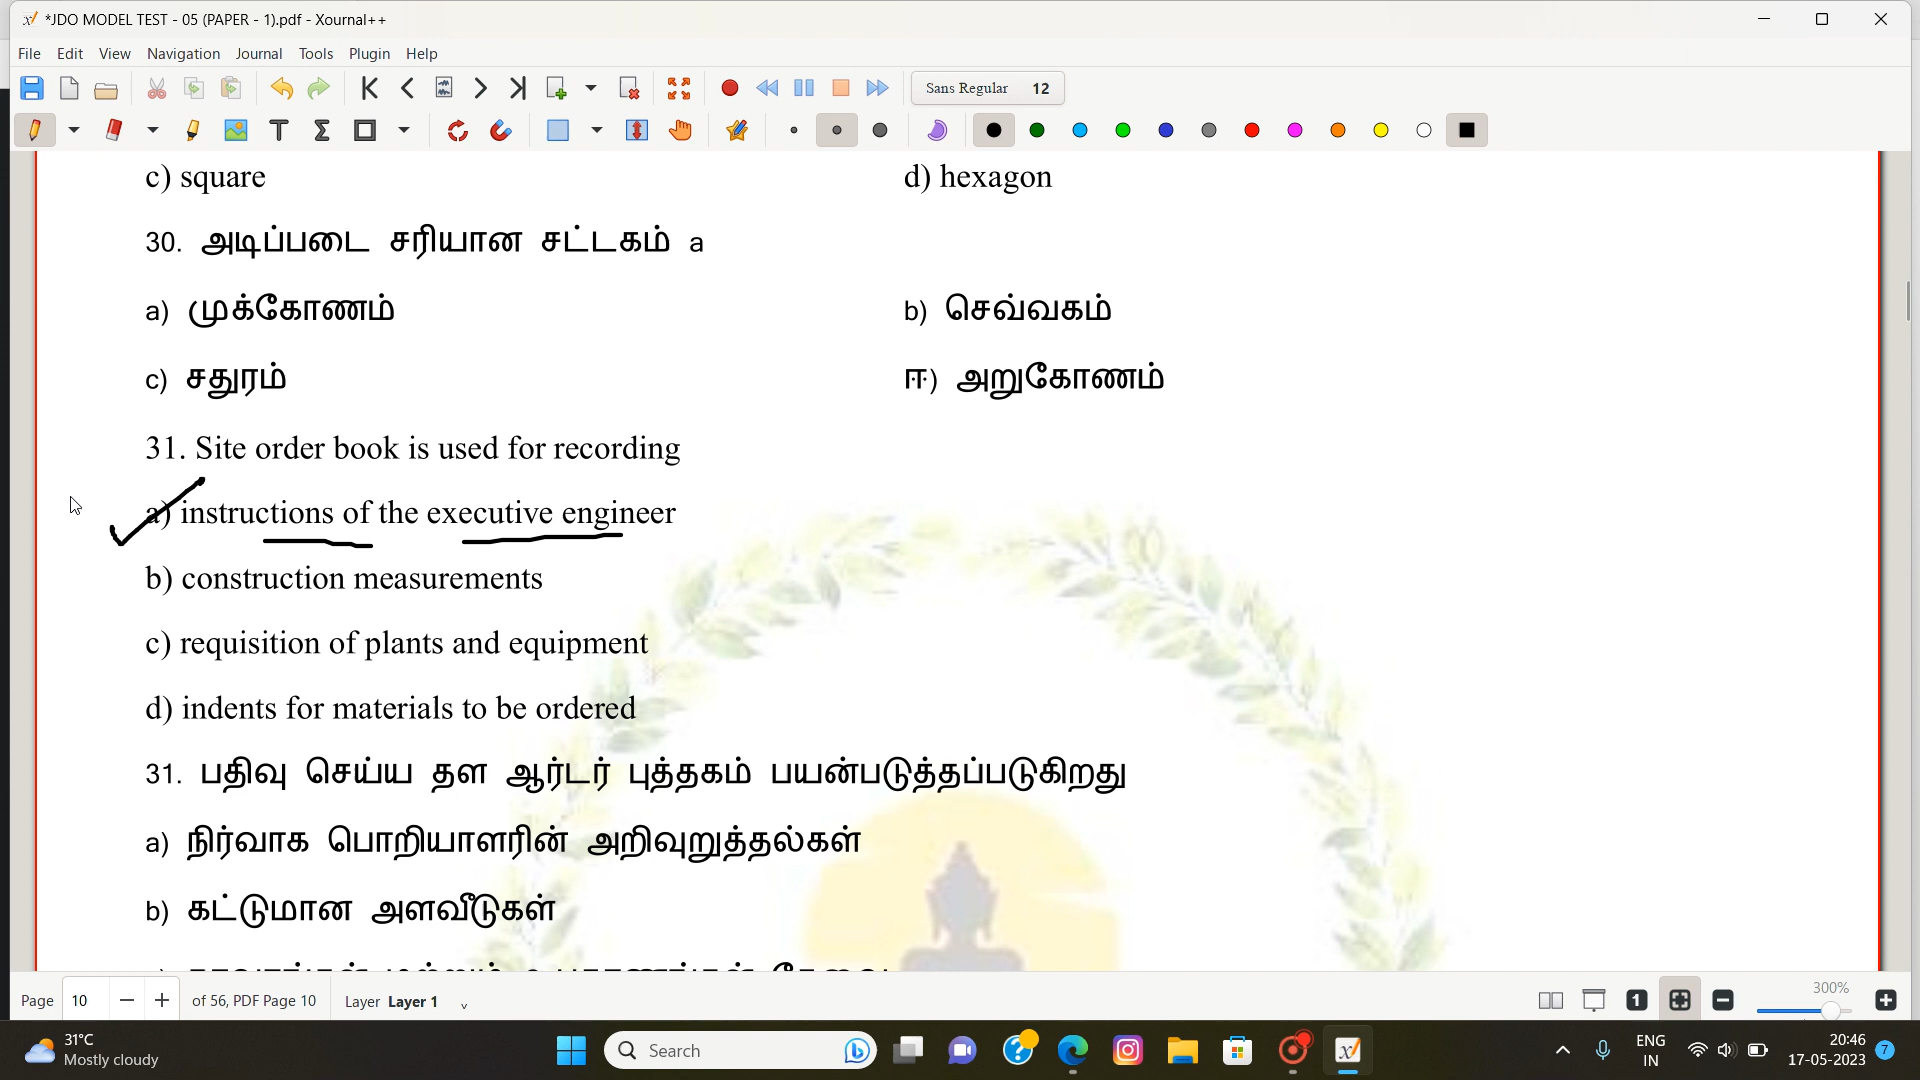 *JDO MODEL TEST - 05 (PAPER - 1).pdf - Xournal++
File Edit View Navigation Journal Tools Plugin Help
Sans Regular 12
c) square d) hexagon
30. அடிப்படை சரியான சட்டகம் a
a) முக்கோணம் b) செவ்வகம்
c) சதுரம் ஈ) அறுகோணம்
31. Site order book is used for recording
a) instructions of the executive engineer
b) construction measurements
c) requisition of plants and equipment
d) indents for materials to be ordered
31. பதிவு செய்ய தள ஆர்டர் புத்தகம் பயன்படுத்தப்படுகிறது
a) நிர்வாக பொறியாளரின் அறிவுறுத்தல்கள்
b) கட்டுமான அளவீடுகள்
Page 10 of 56, PDF Page 10 Layer Layer 1 300%
31°C
Mostly cloudy
Search
ENG
IN
20:46
17-05-2023
7